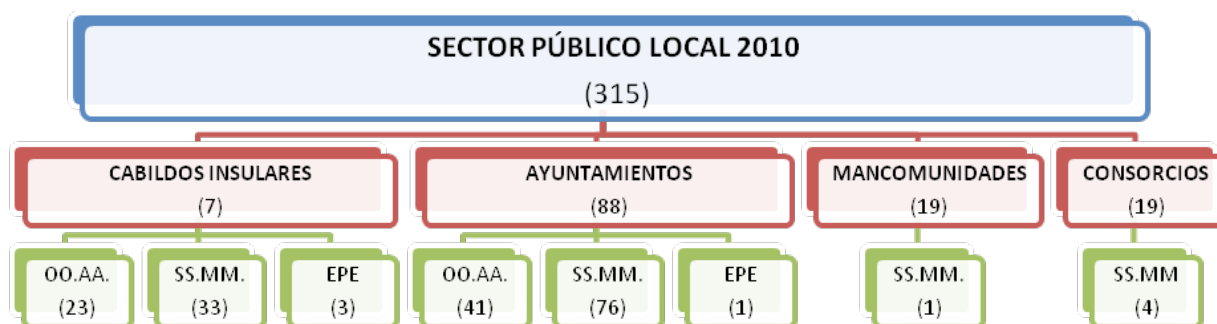 SECTOR PÚBLICO LOCAL 2010
(315)
CABILDOS INSULARES
(7)
AYUNTAMIENTOS
(88)
MANCOMUNIDADES
(19)
CONSORCIOS
(19)
OO.AA.
(23)
SS.MM.
(33)
EPE
(3)
OO.AA.
(41)
SS.MM.
(76)
EPE
(1)
SS.MM.
(1)
SS.MM
(4)